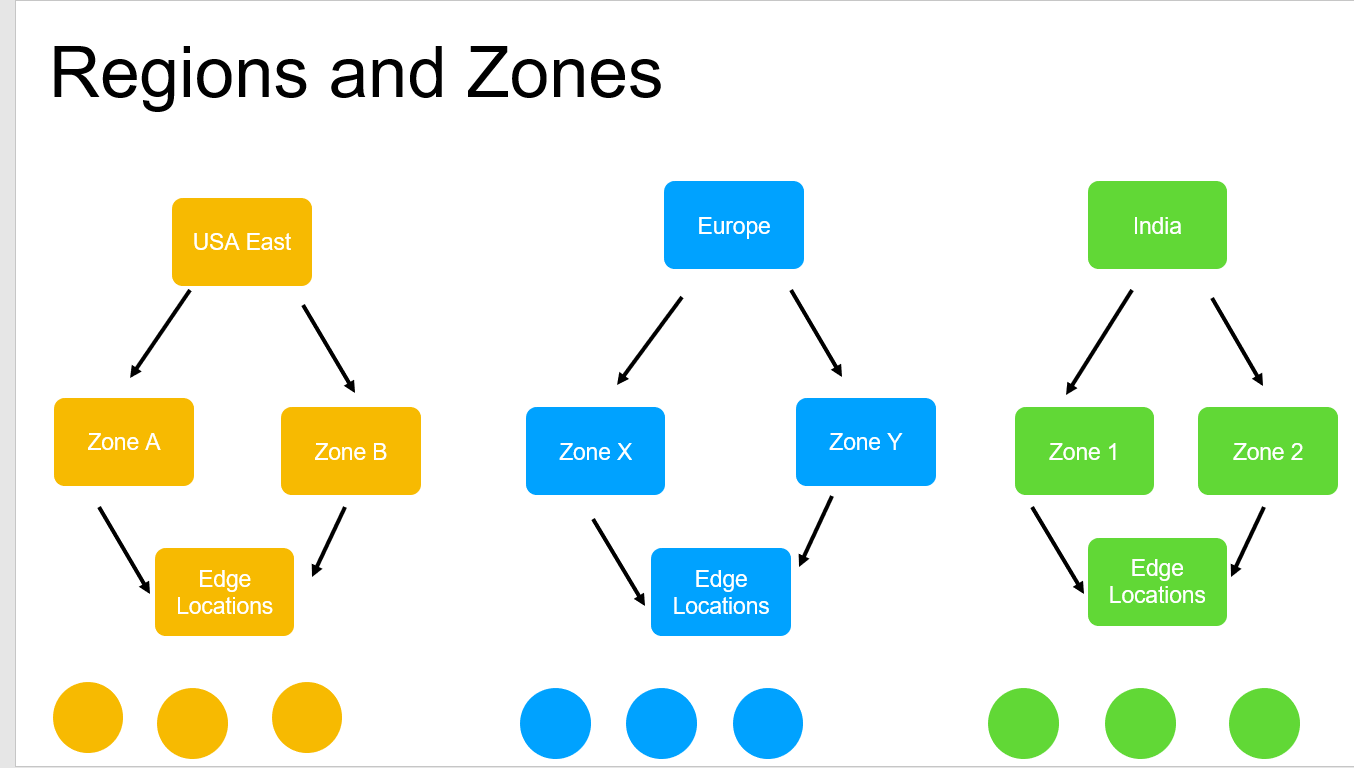 Regions and Zones
USA East
Europe
India
Zone A
Zone B
Zone X
Zone Y
Zone 1
Zone 2
Edge
Locations
Edge
Locations
Edge
Locations